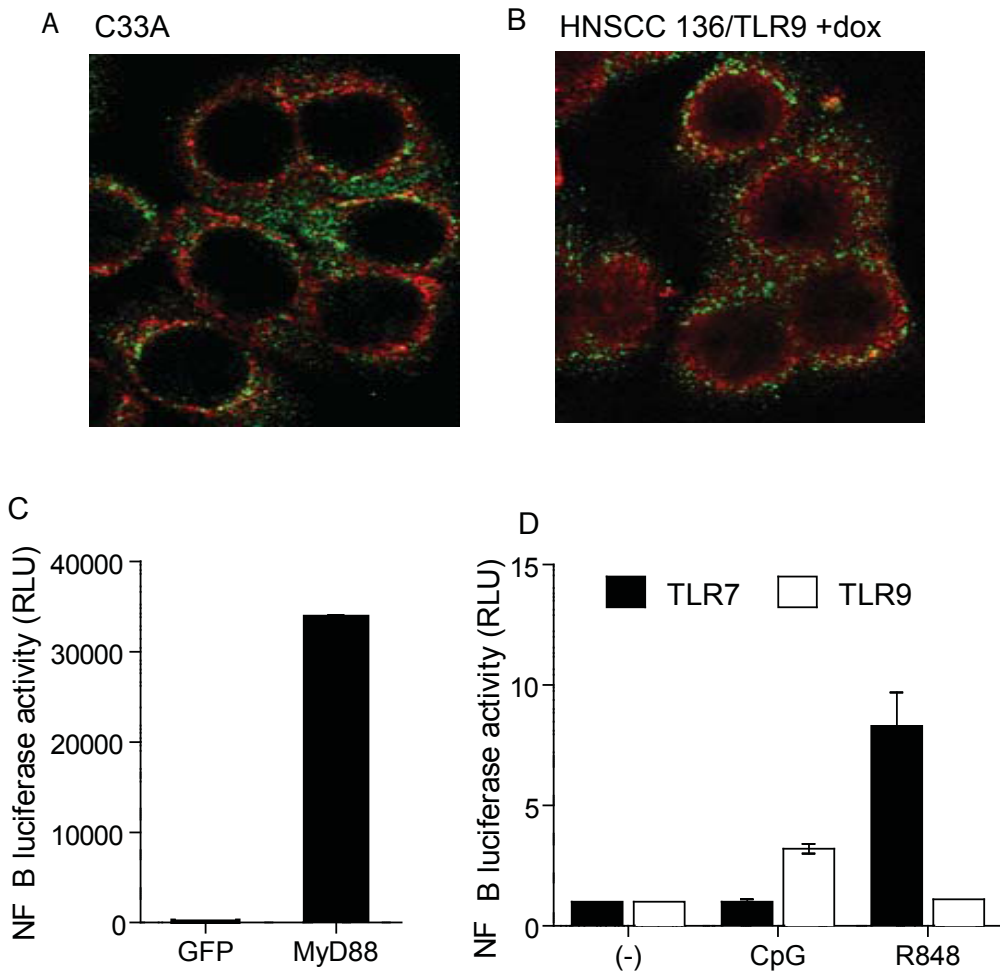 A C33A
B HNSCC 136/TLR9 +dox
C
NF B luciferase activity (RLU)
40000
30000
20000
10000
0
GFP MyD88
D
NF B luciferase activity (RLU)
15
10
5
0
TLR7 TLR9
(-) CpG R848